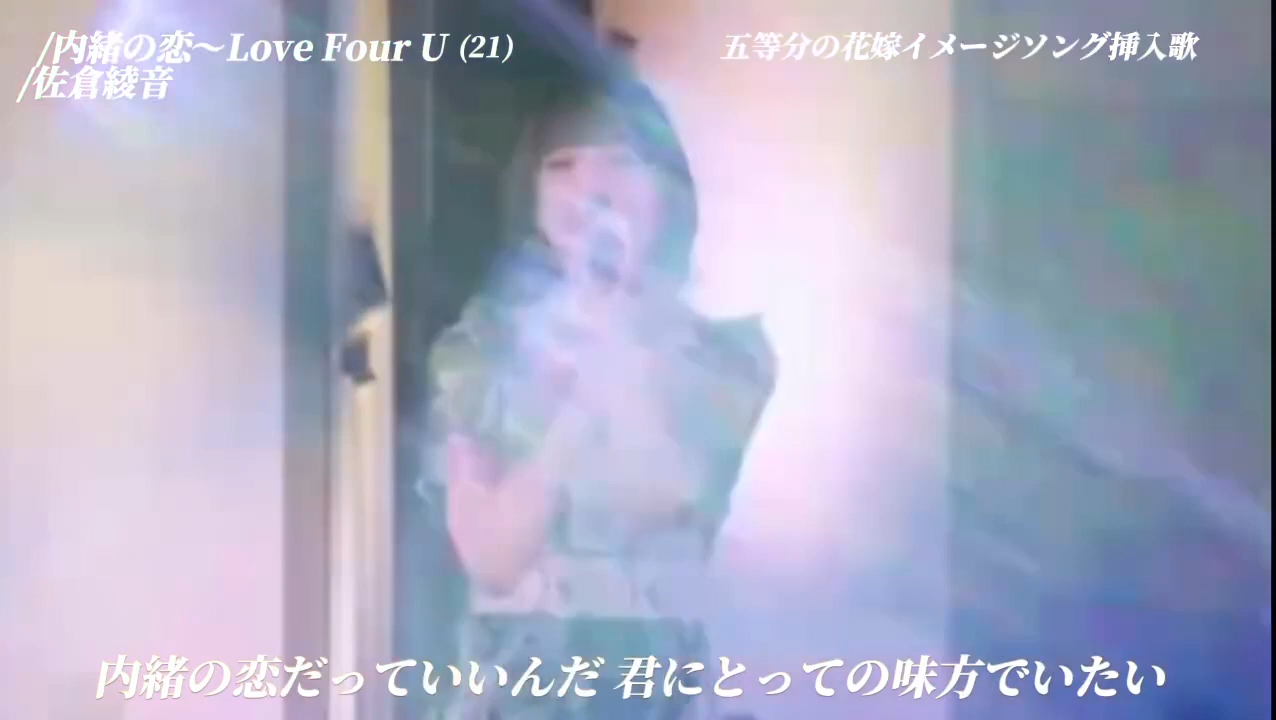 /内緒の恋～Love Four U (21)
/佐倉綾音
五等分の花嫁イメージソング挿入歌
内緒の恋だっていいんだ 君にとっての味方でいたい